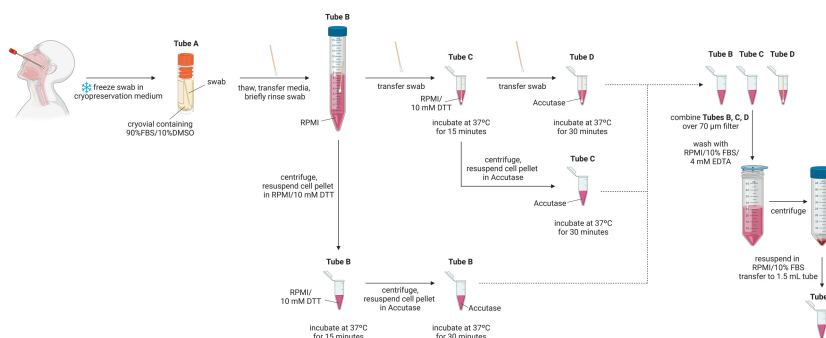 Tube B
Tube A
swab
freeze swab in
cryopreservation medium
thaw, transfer media,
briefly rinse swab
cryovial containing
90%FBS/10%DMSO
RPMI
transfer swab
Tube C
RPMI/
10 mM DTT
incubate at 37ºC
for 15 minutes
transfer swab
Tube D
Accutase
incubate at 37ºC
for 30 minutes
centrifuge,
resuspend cell pellet
in Accutase
Tube C
Accutase
incubate at 37ºC
for 30 minutes
centrifuge,
resuspend cell pellet
in RPMI/10 mM DTT
Tube B
RPMI/
10 mM DTT
incubate at 37ºC
for 15 minutes
centrifuge,
resuspend cell pellet
in Accutase
Tube B
Accutase
incubate at 37ºC
for 30 minutes
Tube B Tube C Tube D
combine Tubes B, C, D
over 70 µm filter
wash with
RPMI/10% FBS/
4 mM EDTA
centrifuge
resuspend in
RPMI/10% FBS
transfer to 1.5 mL tube
Tube